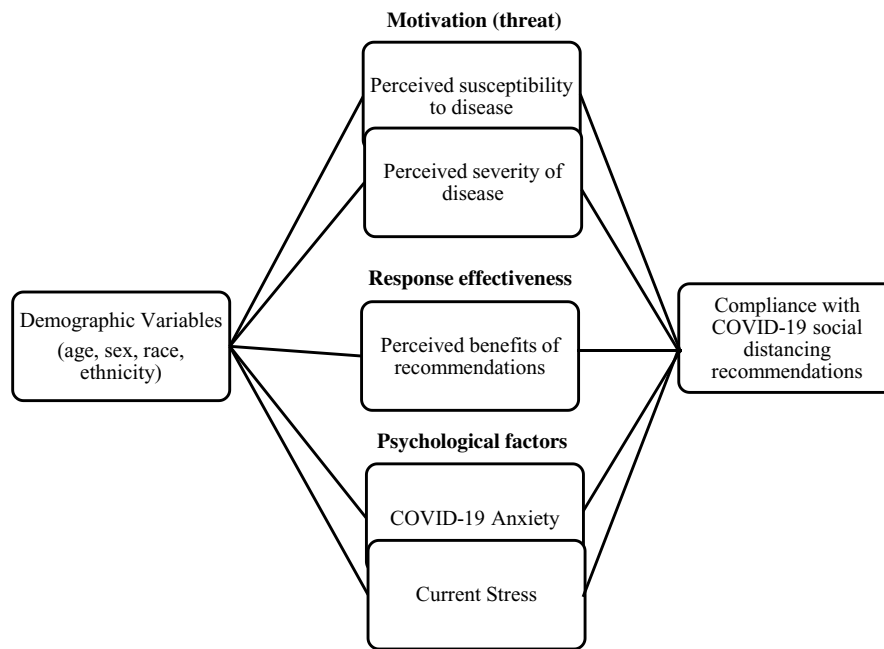 Motivation (threat)
Perceived susceptibility
to disease
Perceived severity of
disease
Response effectiveness
Demographic Variables
(age, sex, race,
ethnicity)
Perceived benefits of
recommendations
Compliance with
COVID-19 social
distancing
recommendations
Psychological factors
COVID-19 Anxiety
Current Stress